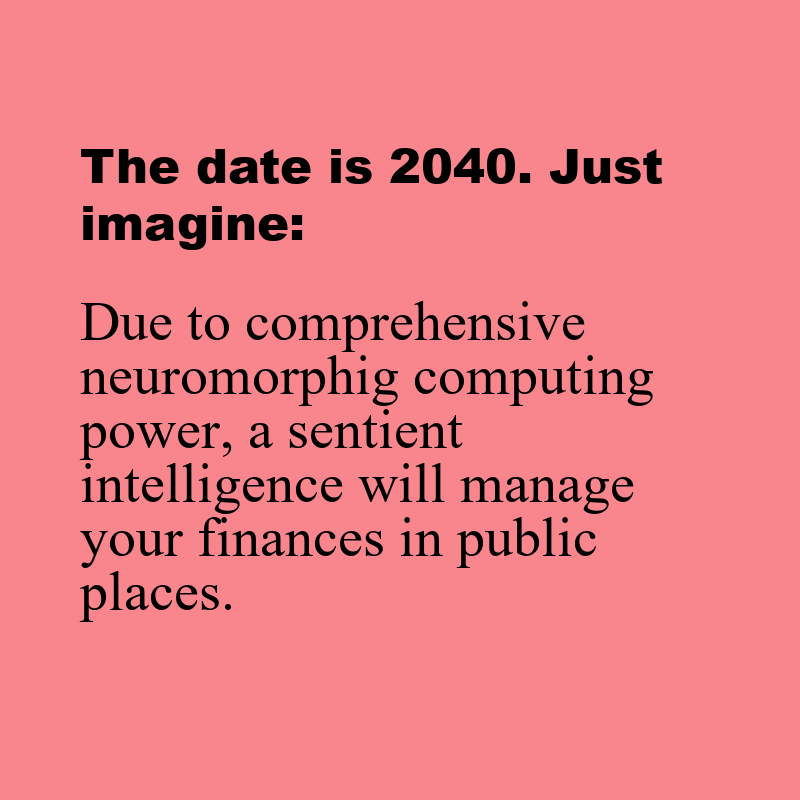 The date is 2040. Just
imagine:
Due to comprehensive
neuromorphig computing
power, a sentient
intelligence will manage
your finances in public
places.